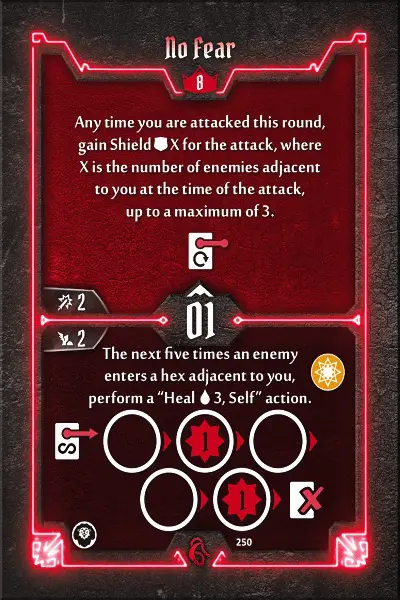 No Fear
8
Any time you are attacked this round,
gain Shield X for the attack, where
X is the number of enemies adjacent
to you at the time of the attack,
up to a maximum of 3.
2
01
2
The next five times an enemy
enters a hex adjacent to you,
perform a “Heal 3, Self” action.
S
1
1
X
250